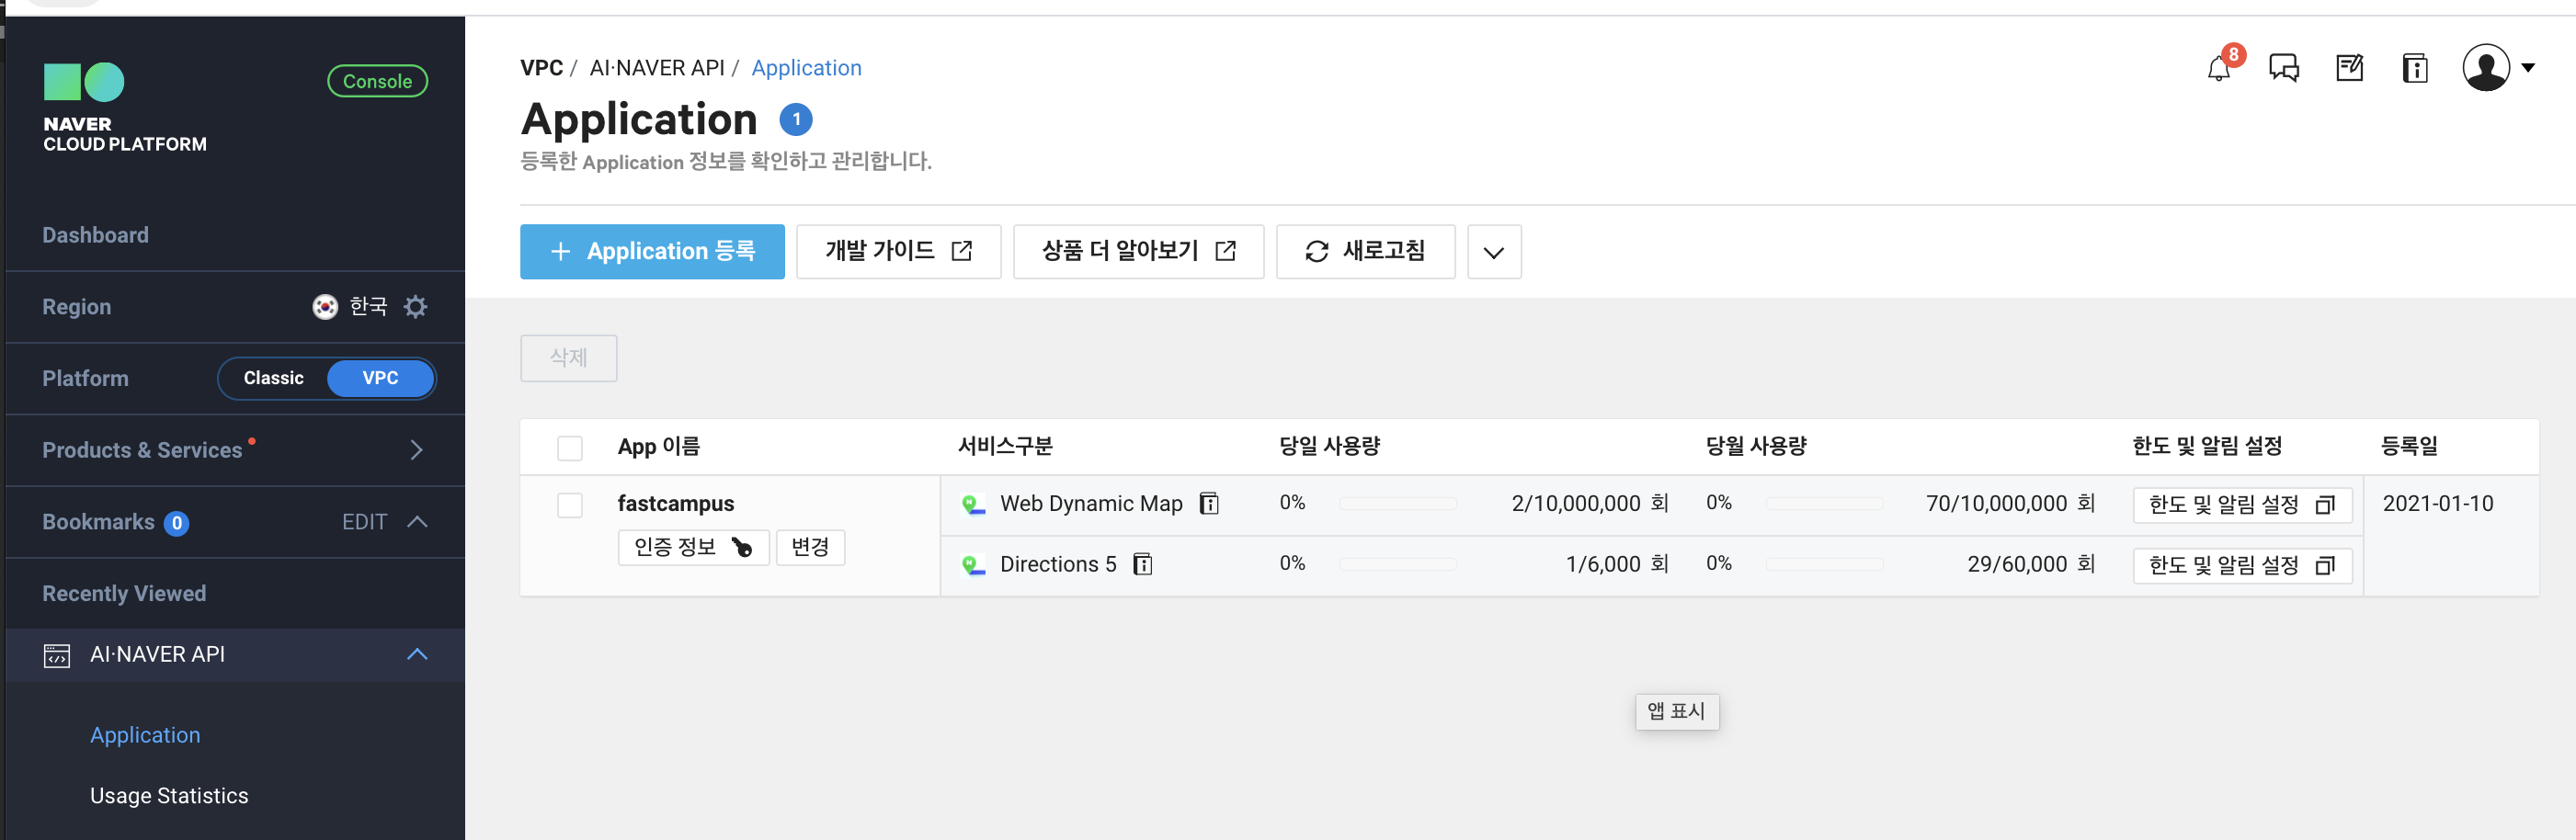 NAVER
CLOUD PLATFORM
Console
Dashboard
Region 한국
Platform Classic VPC
Products & Services
Bookmarks 0 EDIT
Recently Viewed
AI·NAVER API
Application
Usage Statistics
VPC / AI·NAVER API / Application
8
Application 1
등록한 Application 정보를 확인하고 관리합니다.
+ Application 등록 개발 가이드 상품 더 알아보기 새로고침
삭제
App 이름 서비스구분 당일 사용량 당월 사용량 한도 및 알림 설정 등록일
fastcampus Web Dynamic Map 0% 2/10,000,000 회 0% 70/10,000,000 회 한도 및 알림 설정 2021-01-10
인증 정보 변경
Directions 5 0% 1/6,000 회 0% 29/60,000 회 한도 및 알림 설정
앱 표시